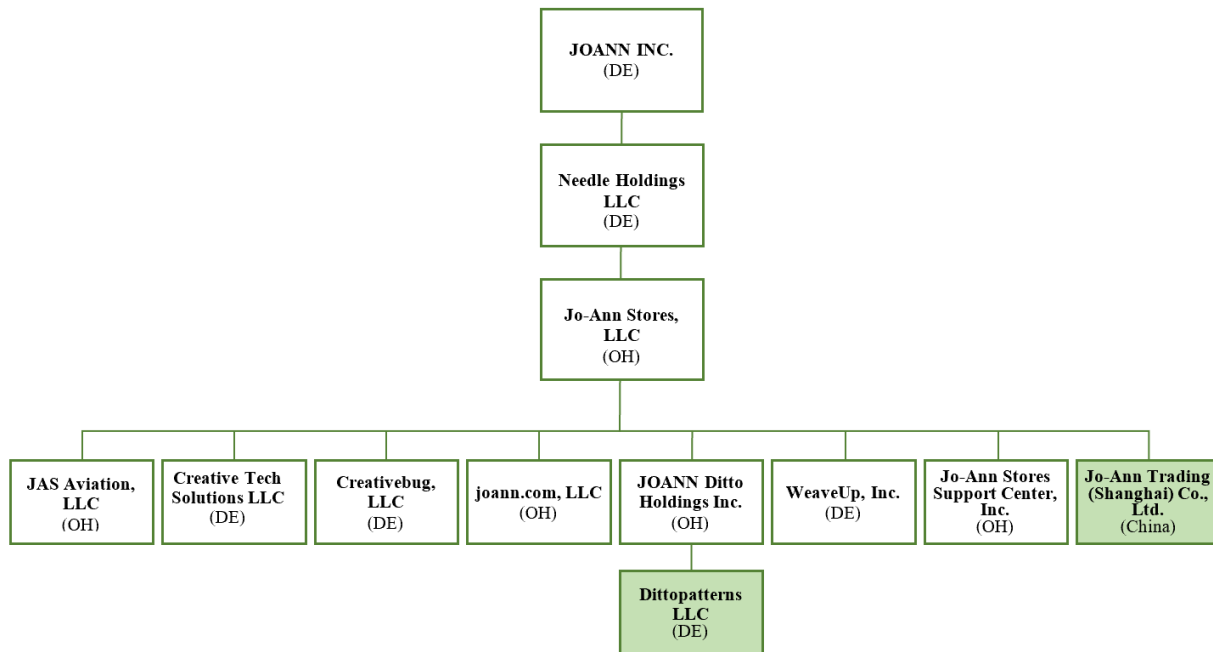 JOANN INC.
(DE)
Needle Holdings
LLC
(DE)
Jo-Ann Stores,
LLC
(OH)
JAS Aviation,
LLC
(OH)
Creative Tech
Solutions LLC
(DE)
Creativebug,
LLC
(DE)
joann.com, LLC
(OH)
JOANN Ditto
Holdings Inc.
(OH)
WeaveUp, Inc.
(DE)
Jo-Ann Stores
Support Center,
Inc.
(OH)
Jo-Ann Trading
(Shanghai) Co.,
Ltd.
(China)
Dittopatterns
LLC
(DE)